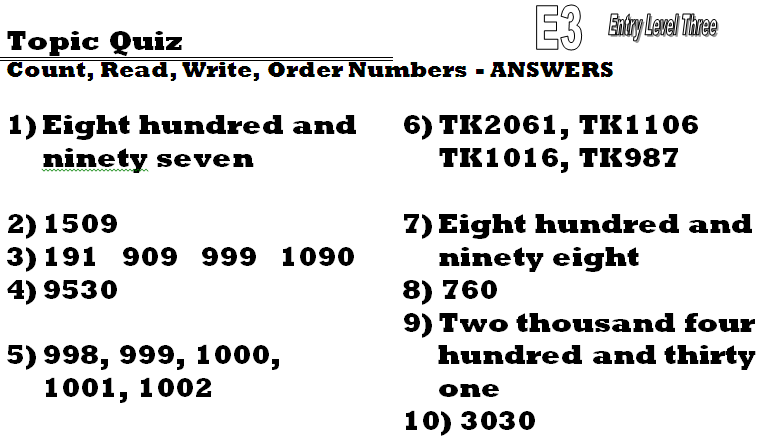 E3 Entry Level Three
Topic Quiz
Count, Read, Write, Order Numbers - ANSWERS
1) Eight hundred and
ninety seven
2) 1509
3) 191 909 999 1090
4) 9530
5) 998, 999, 1000,
1001, 1002
6) TK2061, TK1106
TK1016, TK987
7) Eight hundred and
ninety eight
8) 760
9) Two thousand four
hundred and thirty
one
10) 3030